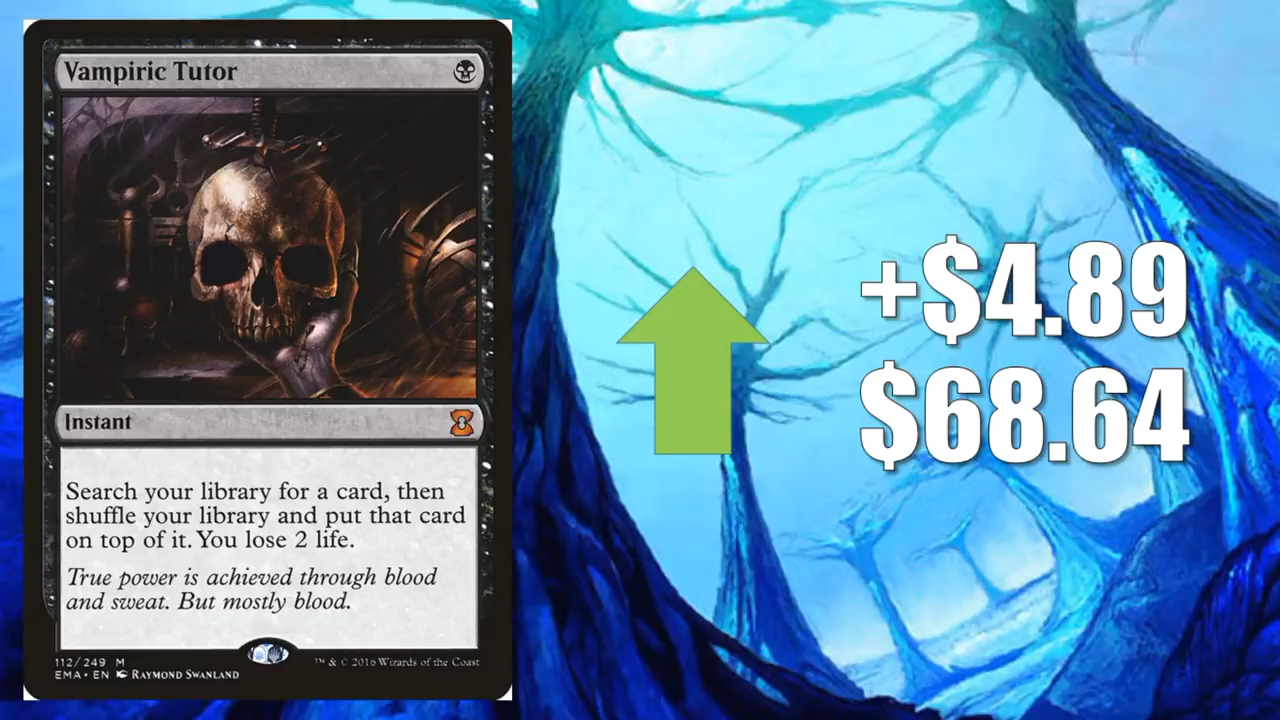 Vampiric Tutor
Instant
Search your library for a card, then
shuffle your library and put that card
on top of it. You lose 2 life.
True power is achieved through blood
and sweat. But mostly blood.
112/249 M
EMA • EN Raymond Swanland
™ & © 2016 Wizards of the Coast
+$4.89
$68.64